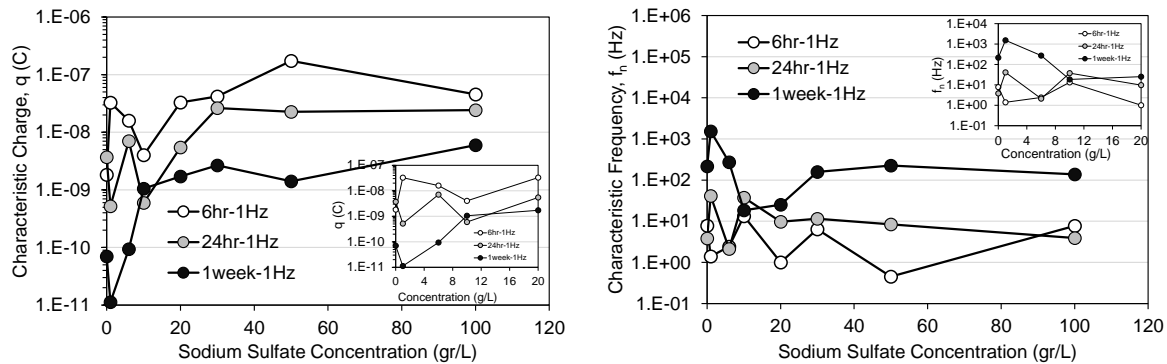 1.E-06
1.E-07
1.E-08
1.E-09
1.E-10
1.E-11
Characteristic Charge, q (C)
0 20 40 60 80 100 120
Sodium Sulfate Concentration (gr/L)
6hr-1Hz
24hr-1Hz
1week-1Hz
1.E-07
1.E-08
1.E-09
1.E-10
1.E-11
q (C)
0 4 8 12 16 20
Concentration (g/L)
6hr-1Hz
24hr-1Hz
1week-1Hz
1.E+06
1.E+05
1.E+04
1.E+03
1.E+02
1.E+01
1.E+00
1.E-01
Characteristic Frequency, fn (Hz)
0 20 40 60 80 100 120
Sodium Sulfate Concentration (gr/L)
6hr-1Hz
24hr-1Hz
1week-1Hz
1.E+04
1.E+03
1.E+02
1.E+01
1.E+00
1.E-01
fn (Hz)
0 4 8 12 16 20
Concentration (g/L)
6hr-1Hz
24hr-1Hz
1week-1Hz